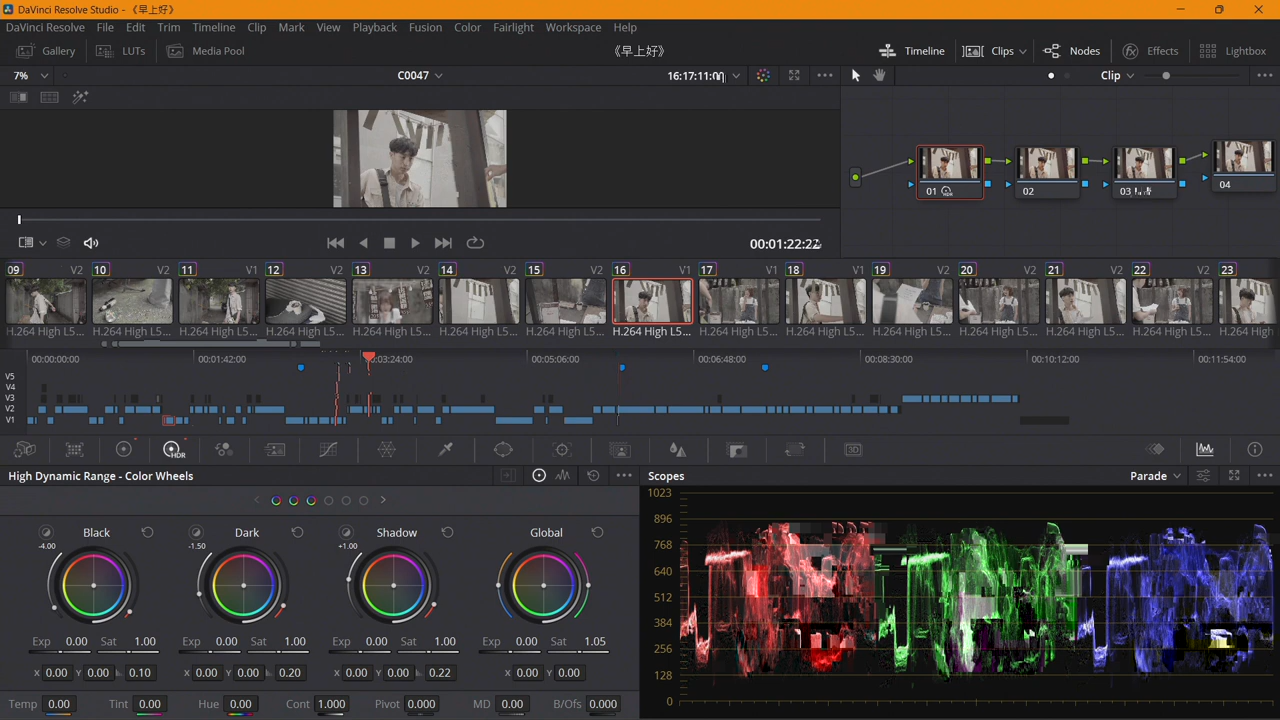 DaVinci Resolve Studio - 《早上好》
DaVinci Resolve File Edit Trim Timeline Clip Mark View Playback Fusion Color Fairlight Workspace Help
Gallery LUTs Media Pool 《早上好》 Timeline Clips Nodes Effects Lightbox
7% C0047 Clip
01 HDR 02 03 04
00:01:22:22
09 V2 10 V2 11 V1 12 V2 13 V2 14 V2 15 V2 16 V1 17 V1 18 V1 19 V2 20 V2 21 V2 22 V2 23
H.264 High L5... H.264 High L5... H.264 High L5... H.264 High L5... H.264 High L5... H.264 High L5... H.264 High L5... H.264 High L5... H.264 High L5... H.264 High L5... H.264 High L5... H.264 High L5... H.264 High L5... H.264 High L5... H.264 High
00:00:00:00 00:01:42:00 00:05:06:00 00:06:48:00 00:08:30:00 00:10:12:00 00:11:54:00
V5
V4
V3
V2
V1
HDR 3D
High Dynamic Range - Color Wheels
Black Dark Shadow Global
-4.00 -1.50 +1.00
Exp 0.00 Sat 1.00 Exp 0.00 Sat 1.00 Exp 0.00 Sat 1.00 Exp 0.00 Sat 1.05
X 0.00 Y 0.00 0.10 X 0.00 Y 0.00 0.20 X 0.00 Y 0.00 0.22 X 0.00 Y 0.00
Temp 0.00 Tint 0.00 Hue 0.00 Cont 1.000 Pivot 0.000 MD 0.00 B/Ofs 0.000
Scopes Parade
1023
896
768
640
512
384
256
128
0